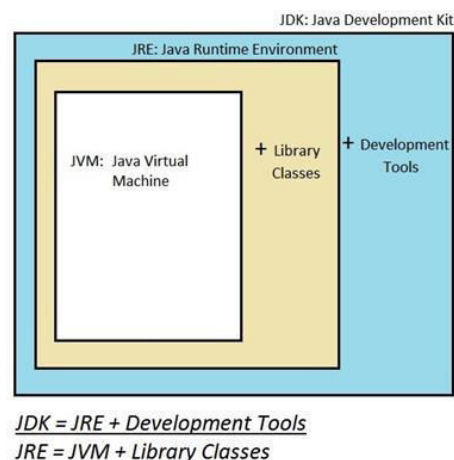 JDK: Java Development Kit
JRE: Java Runtime Environment
JVM: Java Virtual
Machine
+ Library
Classes
+ Development
Tools
JDK = JRE + Development Tools
JRE = JVM + Library Classes